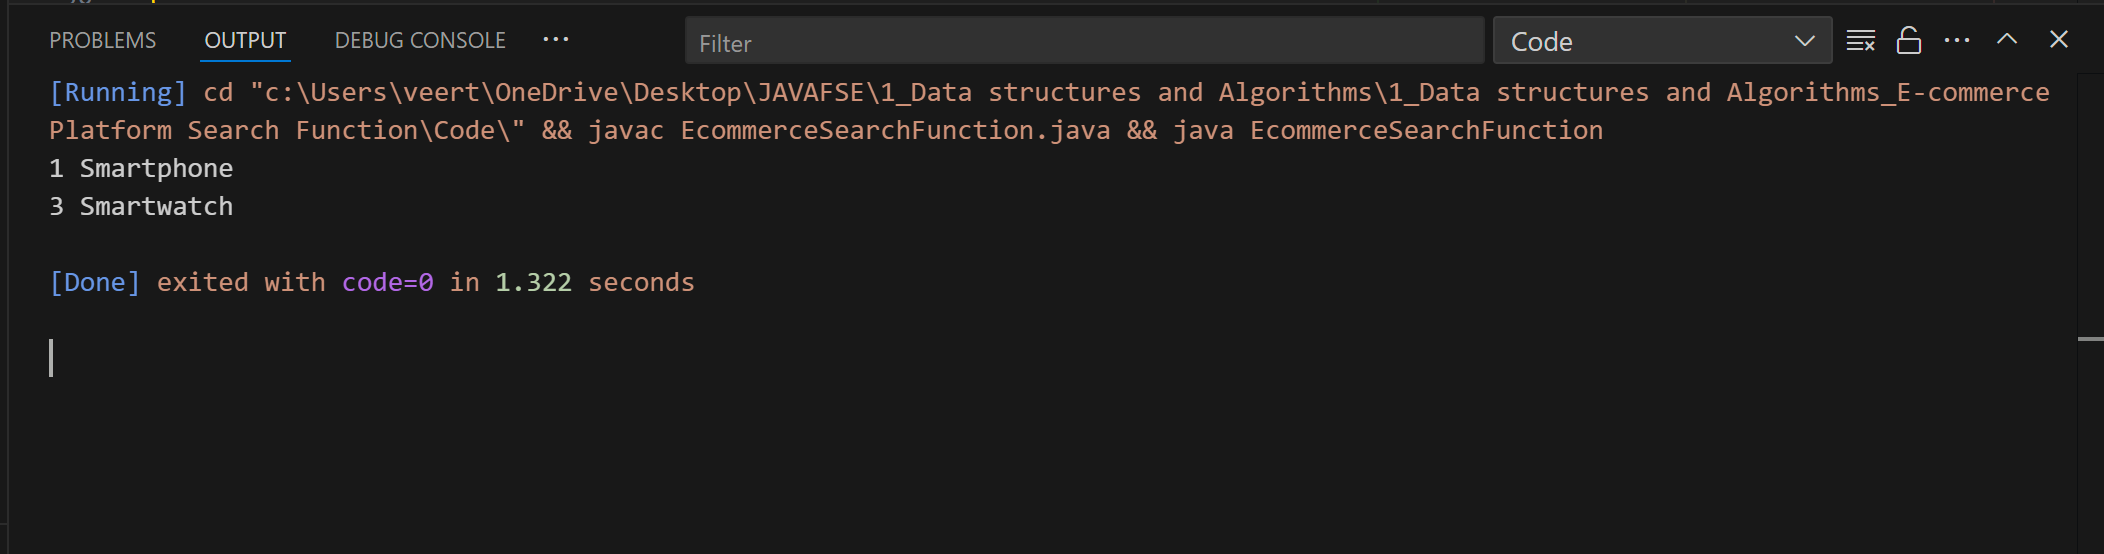 PROBLEMS OUTPUT DEBUG CONSOLE ··· Filter Code ···
[Running] cd "c:\Users\veert\OneDrive\Desktop\JAVAFSE\1_Data structures and Algorithms\1_Data structures and Algorithms_E-commerce
Platform Search Function\Code\" && javac EcommerceSearchFunction.java && java EcommerceSearchFunction
1 Smartphone
3 Smartwatch
[Done] exited with code=0 in 1.322 seconds